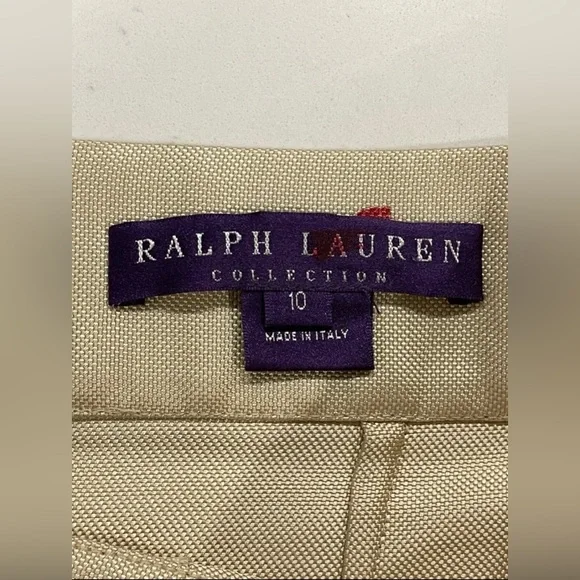 RALPH LAUREN
COLLECTION
10
MADE IN ITALY